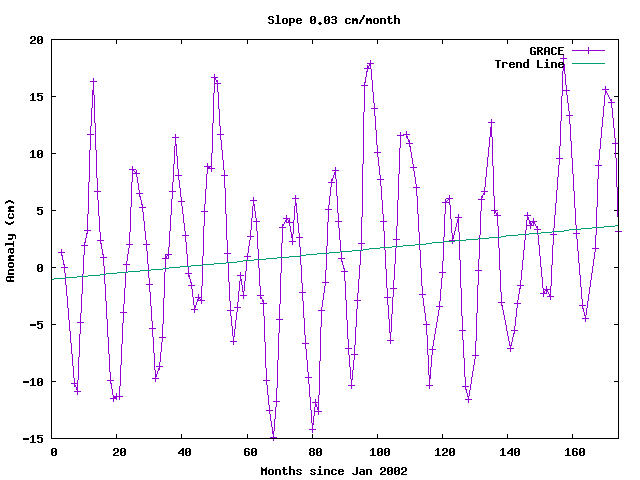 Slope 0.03 cm/month
GRACE
Trend Line
20
15
10
5
0
-5
-10
-15
Anomaly (cm)
0 20 40 60 80 100 120 140 160
Months since Jan 2002